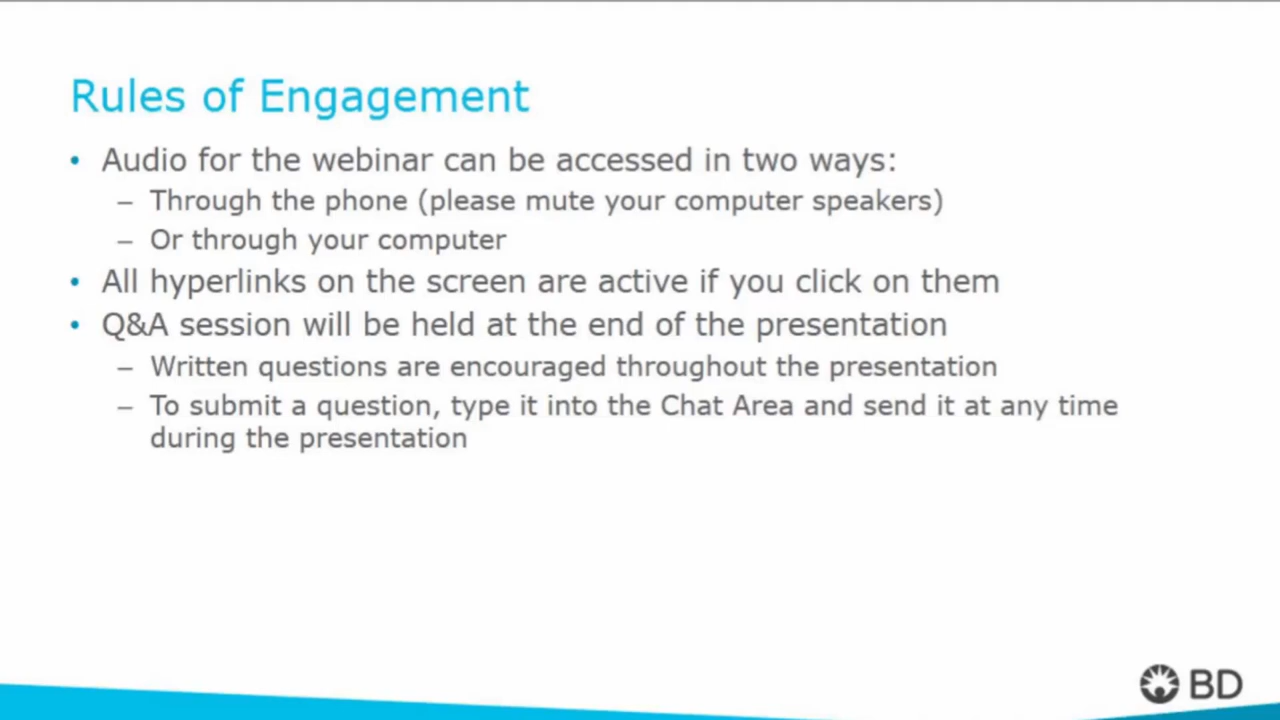 Rules of Engagement
• Audio for the webinar can be accessed in two ways:
– Through the phone (please mute your computer speakers)
– Or through your computer
• All hyperlinks on the screen are active if you click on them
• Q&A session will be held at the end of the presentation
– Written questions are encouraged throughout the presentation
– To submit a question, type it into the Chat Area and send it at any time
during the presentation
BD